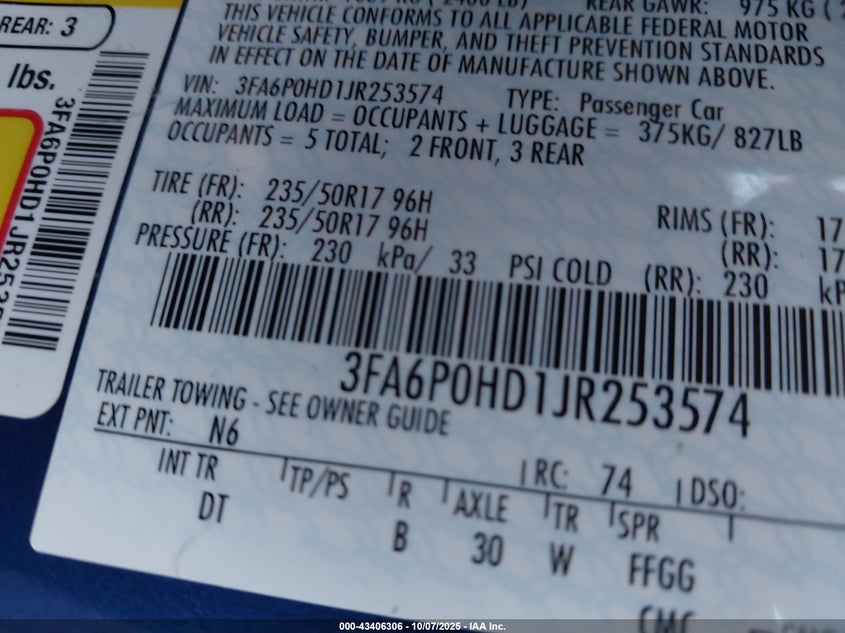 REAR GAWR: 975 KG (
THIS VEHICLE CONFORMS TO ALL APPLICABLE FEDERAL MOTOR
VEHICLE SAFETY, BUMPER, AND THEFT PREVENTION STANDARDS
IN EFFECT ON THE DATE OF MANUFACTURE SHOWN ABOVE.
VIN: 3FA6P0HD1JR253574 TYPE: Passenger Car
MAXIMUM LOAD = OCCUPANTS + LUGGAGE = 375KG/ 827LB
OCCUPANTS = 5 TOTAL; 2 FRONT, 3 REAR
TIRE (FR): 235/50R17 96H RIMS (FR): 17
(RR): 235/50R17 96H (RR): 17
PRESSURE (FR): 230 kPa/ 33 PSI COLD (RR): 230 kP
3FA6P0HD1JR253574
TRAILER TOWING - SEE OWNER GUIDE
EXT PNT: N6 RC: 74 DSO:
INT TR TP/PS R AXLE TR SPR
DT B 30 W FFGG
REAR: 3
lbs.
3FA6P0HD1JR2535
000-43406306 - 10/07/2025 - IAA Inc.